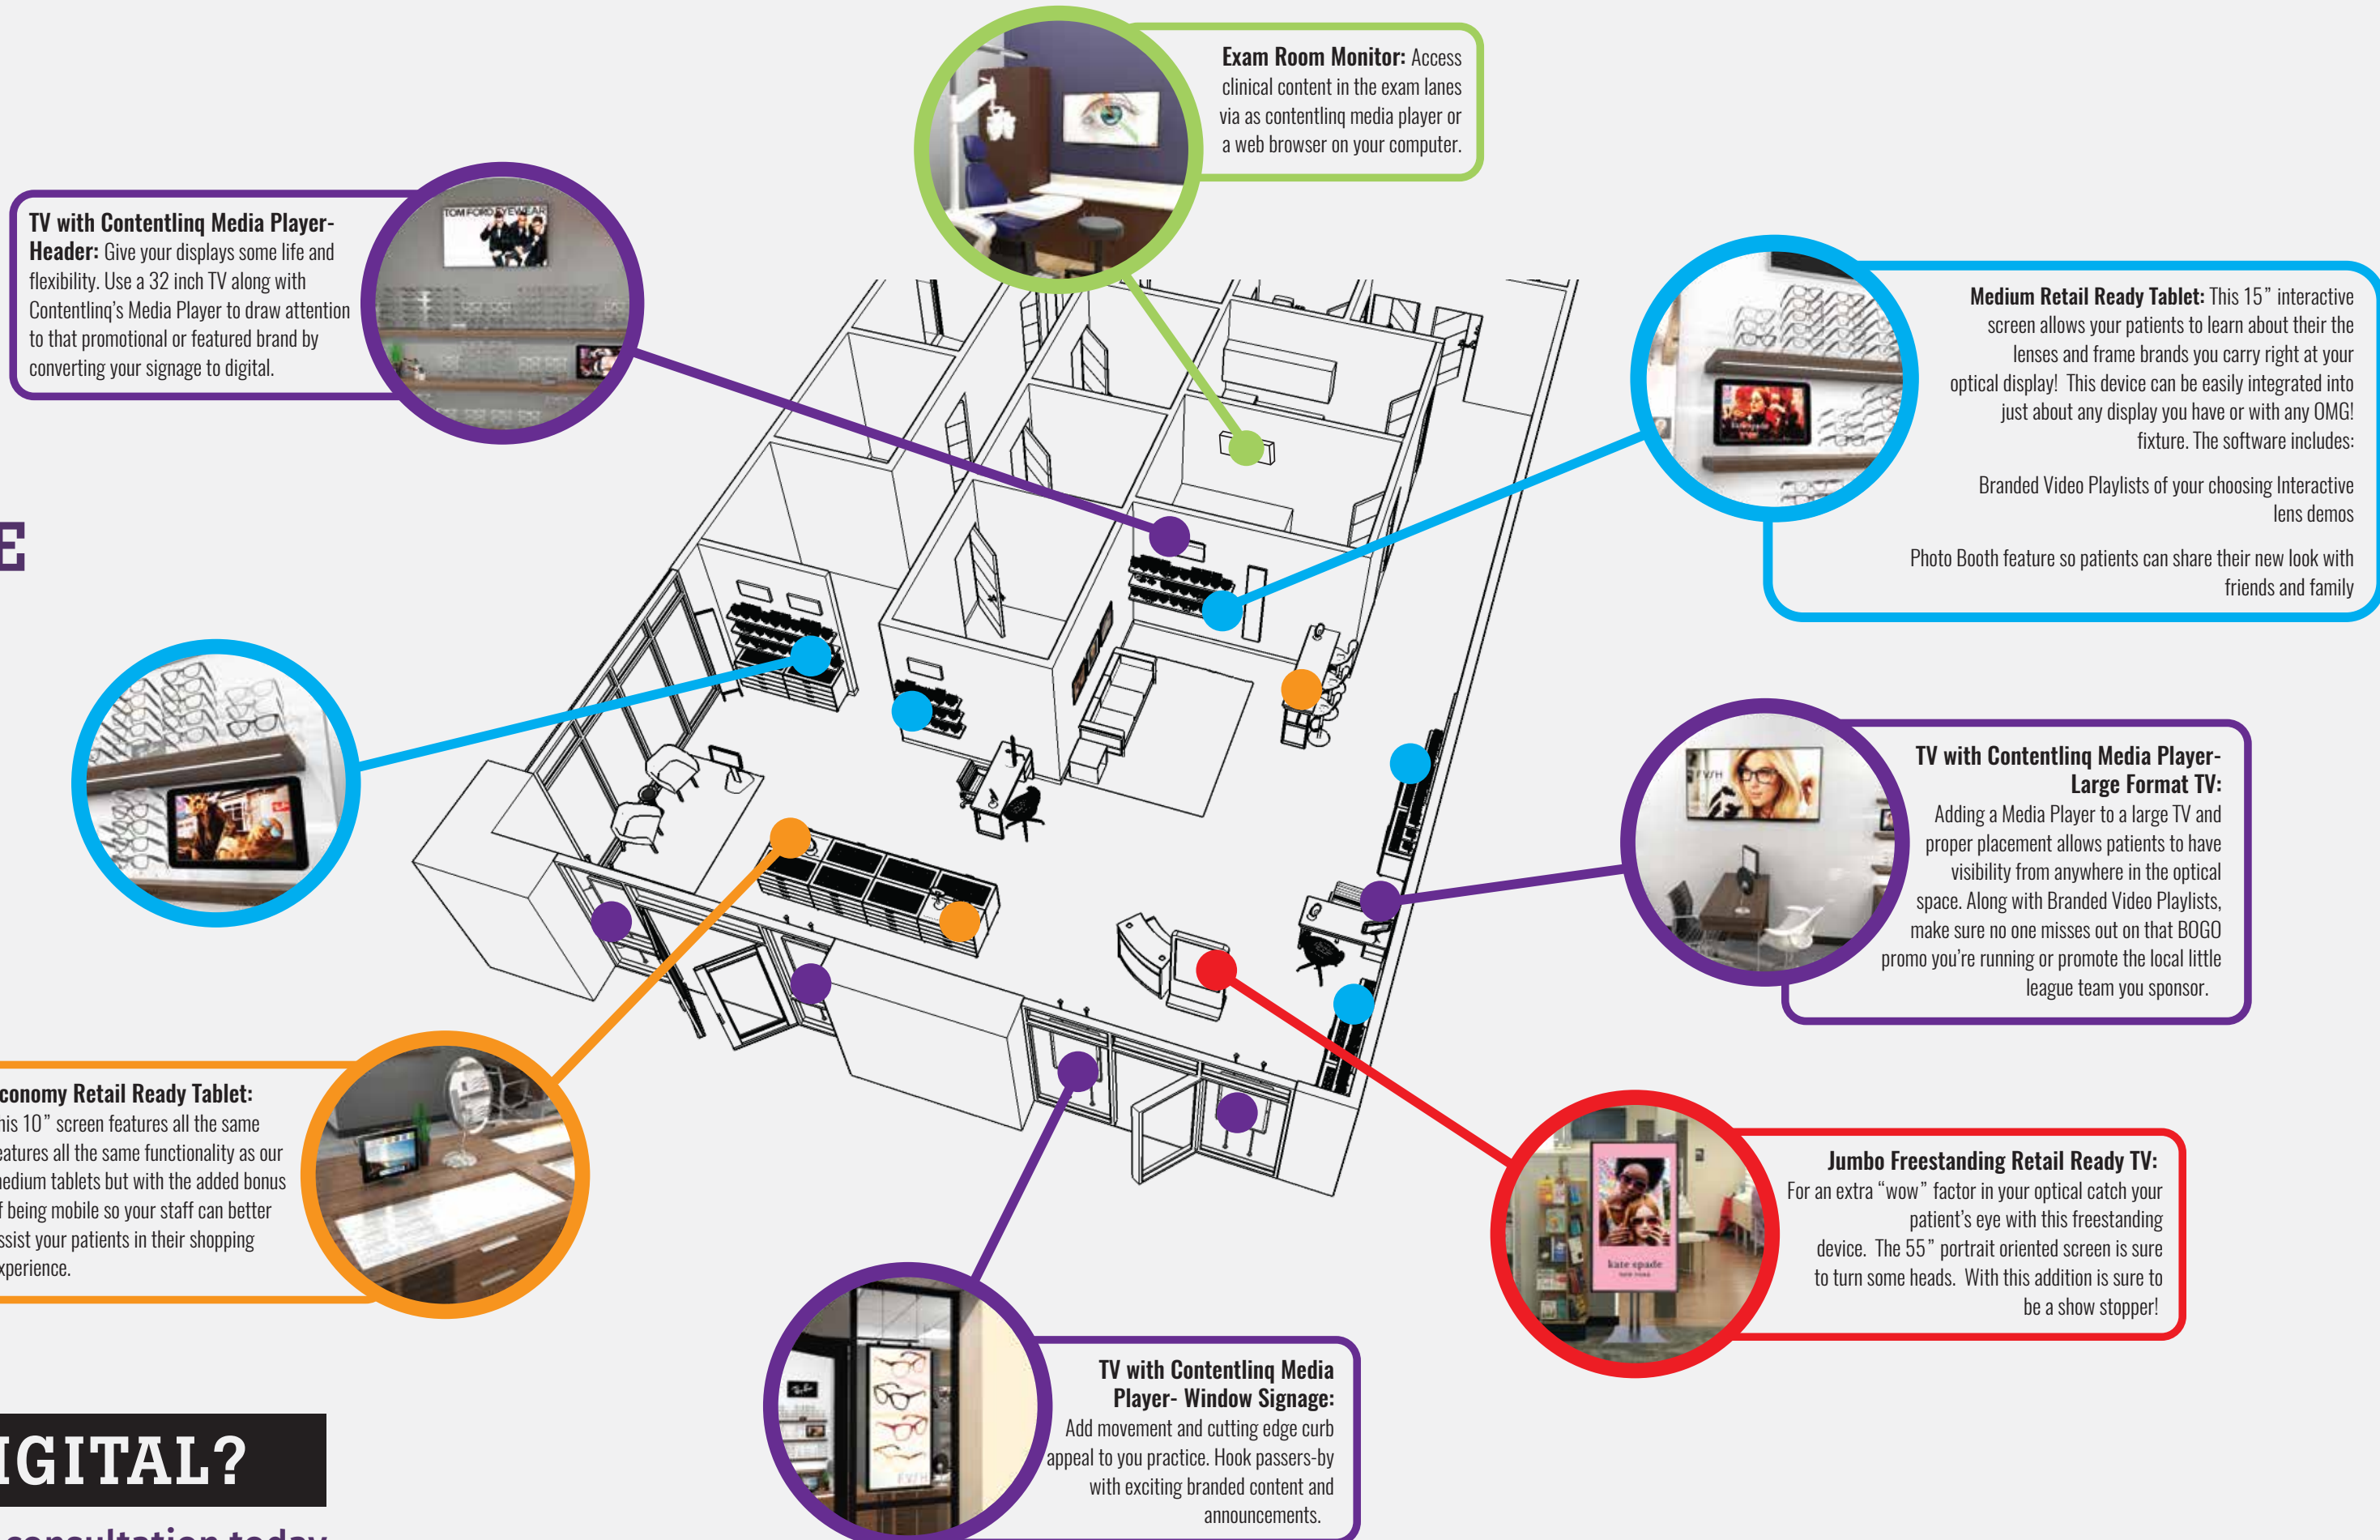 Exam Room Monitor: Access
clinical content in the exam lanes
via as contentlinq media player or
a web browser on your computer.
TV with Contentlinq Media Player-
Header: Give your displays some life and
flexibility. Use a 32 inch TV along with
Contentlinq's Media Player to draw attention
to that promotional or featured brand by
converting your signage to digital.
TOM FORD EYEWEAR
Medium Retail Ready Tablet: This 15” interactive
screen allows your patients to learn about their the
lenses and frame brands you carry right at your
optical display! This device can be easily integrated into
just about any display you have or with any OMG!
fixture. The software includes:
Branded Video Playlists of your choosing Interactive
lens demos
Photo Booth feature so patients can share their new look with
friends and family
E
TV with Contentlinq Media Player-
Large Format TV:
Adding a Media Player to a large TV and
proper placement allows patients to have
visibility from anywhere in the optical
space. Along with Branded Video Playlists,
make sure no one misses out on that BOGO
promo you're running or promote the local little
league team you sponsor.
conomy Retail Ready Tablet:
his 10” screen features all the same
eatures all the same functionality as our
nedium tablets but with the added bonus
f being mobile so your staff can better
ssist your patients in their shopping
xperience.
Jumbo Freestanding Retail Ready TV:
For an extra “wow” factor in your optical catch your
patient's eye with this freestanding
device. The 55” portrait oriented screen is sure
to turn some heads. With this addition is sure to
be a show stopper!
kate spade
NEW YORK
TV with Contentlinq Media
Player- Window Signage:
Add movement and cutting edge curb
appeal to you practice. Hook passers-by
with exciting branded content and
announcements.
Ray-Ban
IGITAL?
consultation today